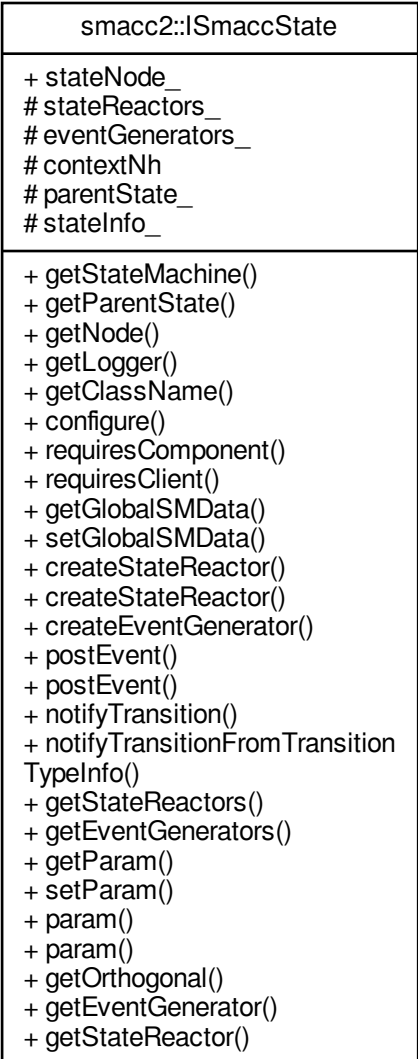 smacc2::ISmaccState
+ stateNode_
# stateReactors_
# eventGenerators_
# contextNh
# parentState_
# stateInfo_
+ getStateMachine()
+ getParentState()
+ getNode()
+ getLogger()
+ getClassName()
+ configure()
+ requiresComponent()
+ requiresClient()
+ getGlobalSMData()
+ setGlobalSMData()
+ createStateReactor()
+ createStateReactor()
+ createEventGenerator()
+ postEvent()
+ postEvent()
+ notifyTransition()
+ notifyTransitionFromTransition
TypeInfo()
+ getStateReactors()
+ getEventGenerators()
+ getParam()
+ setParam()
+ param()
+ param()
+ getOrthogonal()
+ getEventGenerator()
+ getStateReactor()